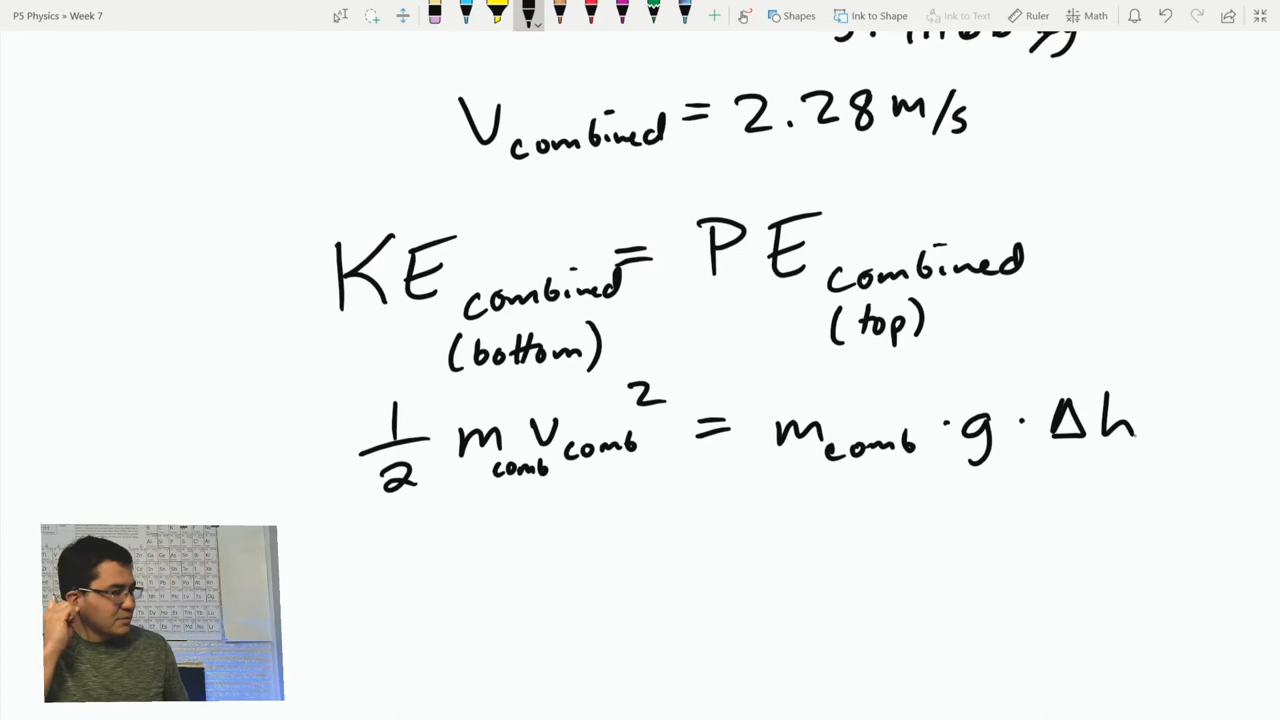 P5 Physics » Week 7
Shapes
Ink to Shape
Ink to Text
Ruler
Math
V combined = 2.28 m/s
KE combined = PE combined
(bottom) (top)
1/2 m comb v comb ² = m comb · g · Δh